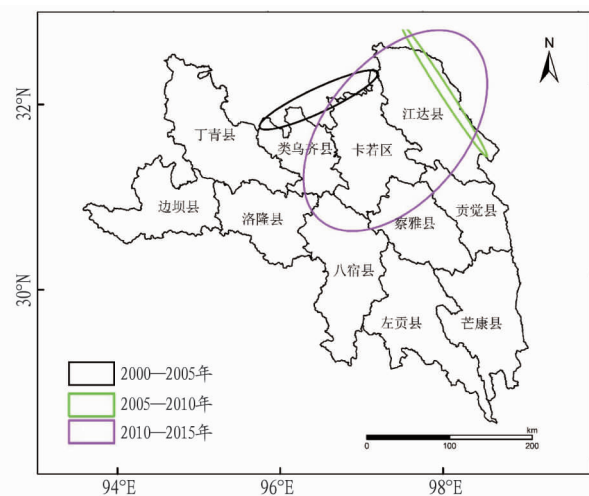 N
32°N
30°N
丁青县
类乌齐县
卡若区
江达县
边坝县
洛隆县
察雅县
贡觉县
八宿县
左贡县
芒康县
2000—2005年
2005—2010年
2010—2015年
km
0 100 200
94°E 96°E 98°E